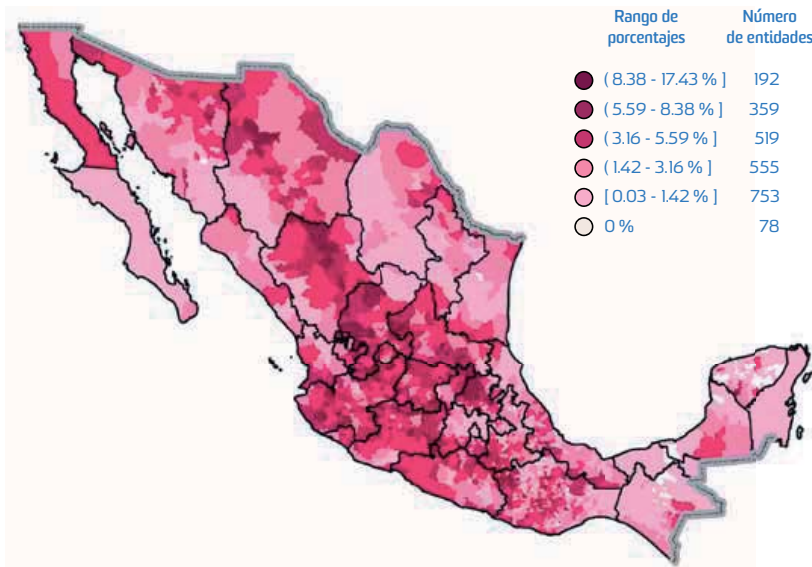 Rango de Número
porcentajes de entidades
( 8.38 - 17.43 % ] 192
( 5.59 - 8.38 % ] 359
( 3.16 - 5.59 % ] 519
( 1.42 - 3.16 % ] 555
[ 0.03 - 1.42 % ] 753
0 % 78